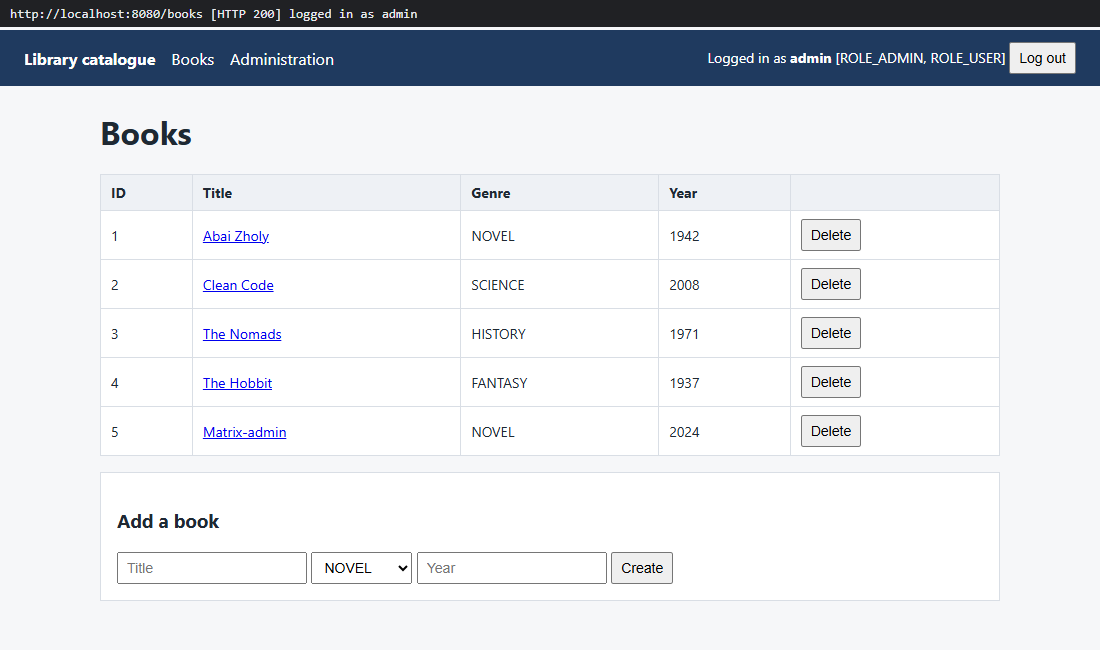 http://localhost:8080/books [HTTP 200] logged in as admin
Library catalogue Books Administration Logged in as admin [ROLE_ADMIN, ROLE_USER] Log out
Books
ID Title Genre Year
1 Abai Zholy NOVEL 1942 Delete
2 Clean Code SCIENCE 2008 Delete
3 The Nomads HISTORY 1971 Delete
4 The Hobbit FANTASY 1937 Delete
5 Matrix-admin NOVEL 2024 Delete
Add a book
Title NOVEL Year Create